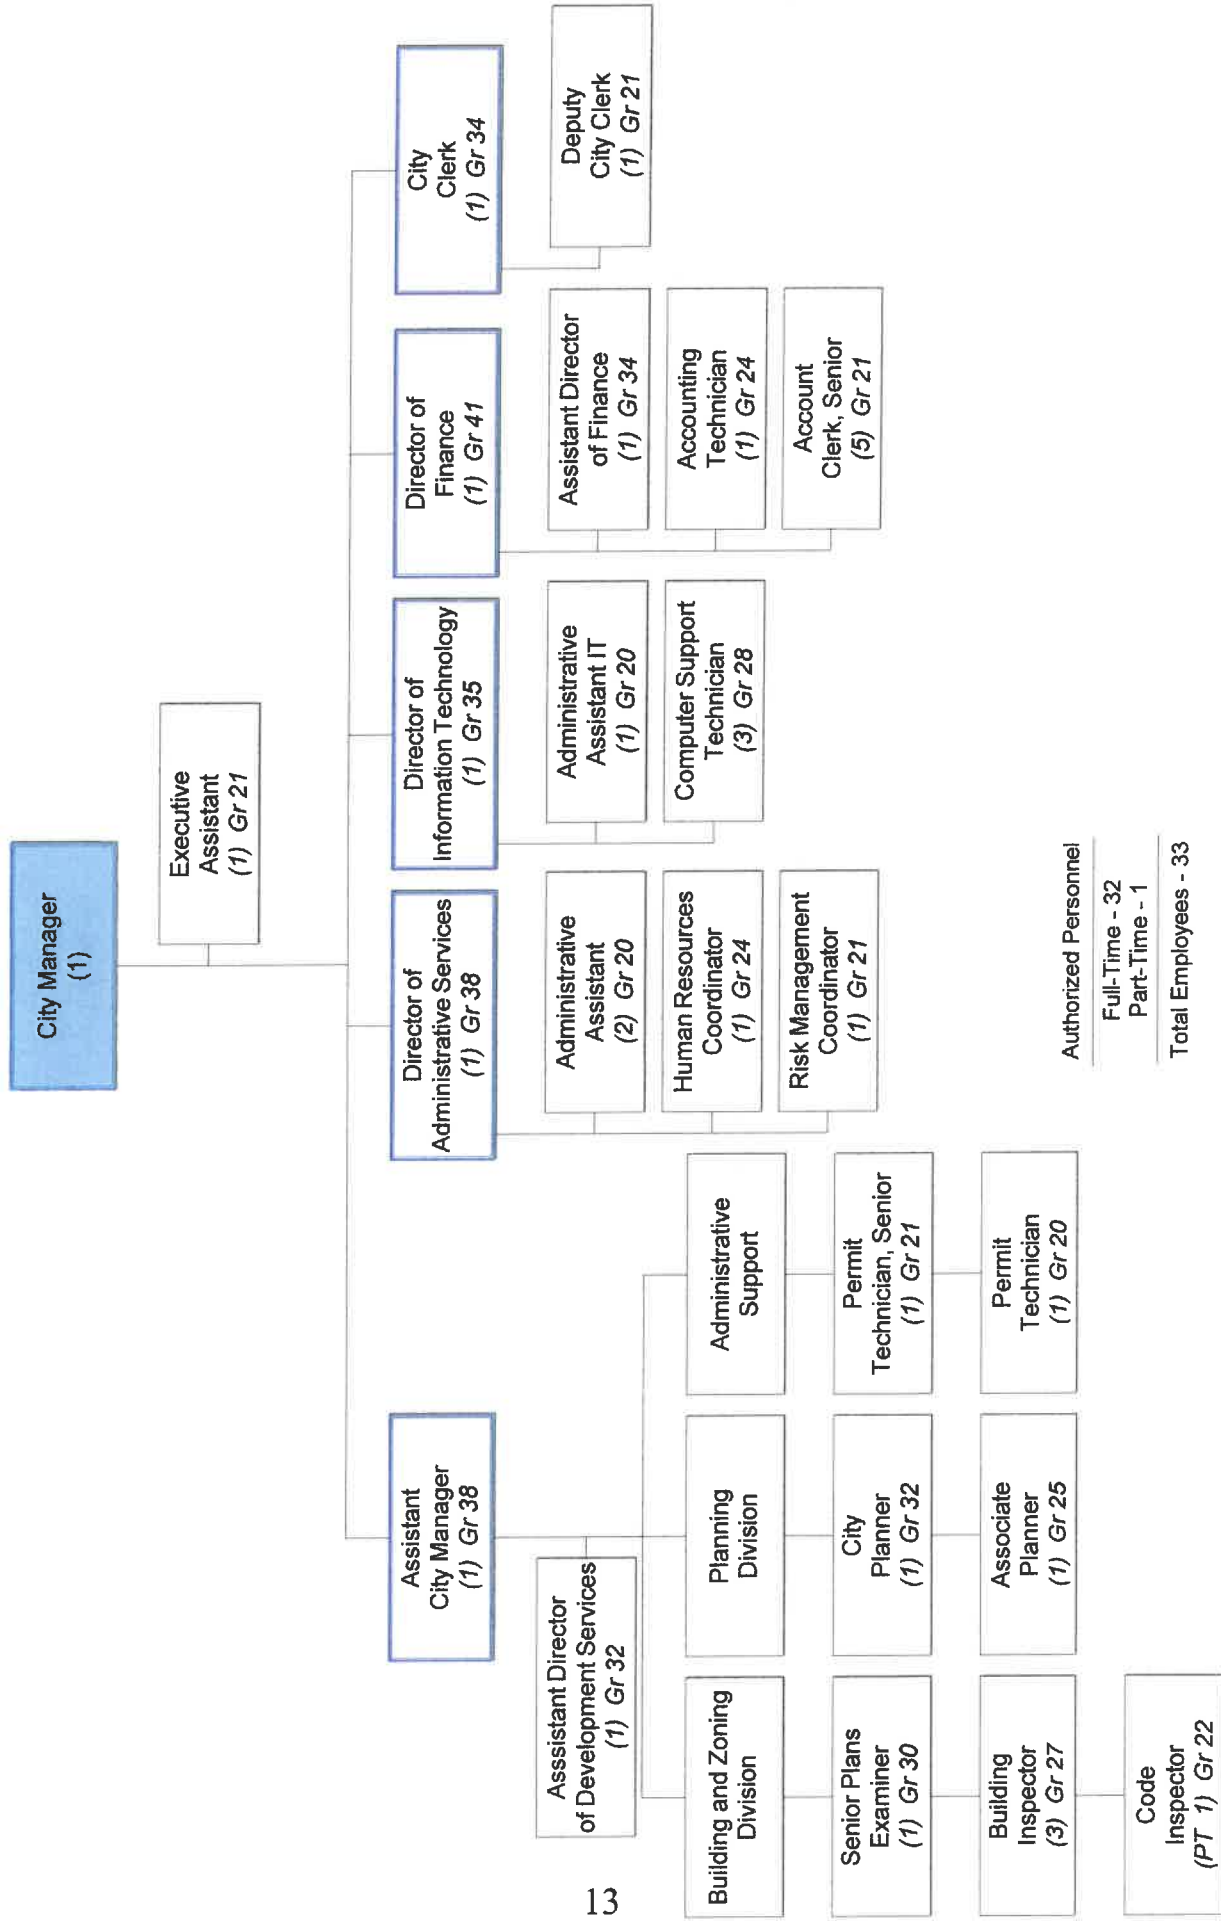 City Manager
(1)
Executive
Assistant
(1) Gr 21
Assistant
City Manager
(1) Gr 38
Director of
Administrative Services
(1) Gr 38
Director of
Information Technology
(1) Gr 35
Director of
Finance
(1) Gr 41
City
Clerk
(1) Gr 34
Asssistant Director
of Development Services
(1) Gr 32
Building and Zoning
Division
Senior Plans
Examiner
(1) Gr 30
Building
Inspector
(3) Gr 27
Code
Inspector
(PT 1) Gr 22
Planning
Division
City
Planner
(1) Gr 32
Associate
Planner
(1) Gr 25
Administrative
Support
Permit
Technician, Senior
(1) Gr 21
Permit
Technician
(1) Gr 20
Administrative
Assistant
(2) Gr 20
Human Resources
Coordinator
(1) Gr 24
Risk Management
Coordinator
(1) Gr 21
Administrative
Assistant IT
(1) Gr 20
Computer Support
Technician
(3) Gr 28
Assistant Director
of Finance
(1) Gr 34
Accounting
Technician
(1) Gr 24
Account
Clerk, Senior
(5) Gr 21
Deputy
City Clerk
(1) Gr 21
Authorized Personnel
Full-Time - 32
Part-Time - 1
Total Employees - 33
13